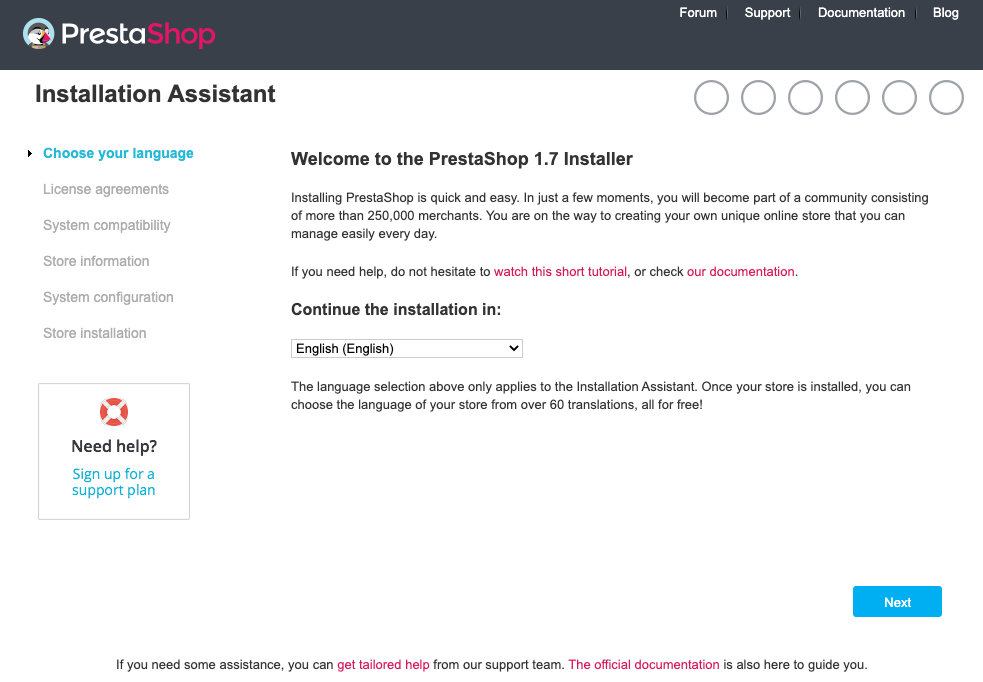 PrestaShop
Forum
Support
Documentation
Blog
Installation Assistant
Choose your language
License agreements
System compatibility
Store information
System configuration
Store installation
Need help?
Sign up for a
support plan
Welcome to the PrestaShop 1.7 Installer
Installing PrestaShop is quick and easy. In just a few moments, you will become part of a community consisting
of more than 250,000 merchants. You are on the way to creating your own unique online store that you can
manage easily every day.
If you need help, do not hesitate to watch this short tutorial, or check our documentation.
Continue the installation in:
English (English)
The language selection above only applies to the Installation Assistant. Once your store is installed, you can
choose the language of your store from over 60 translations, all for free!
Next
If you need some assistance, you can get tailored help from our support team. The official documentation is also here to guide you.